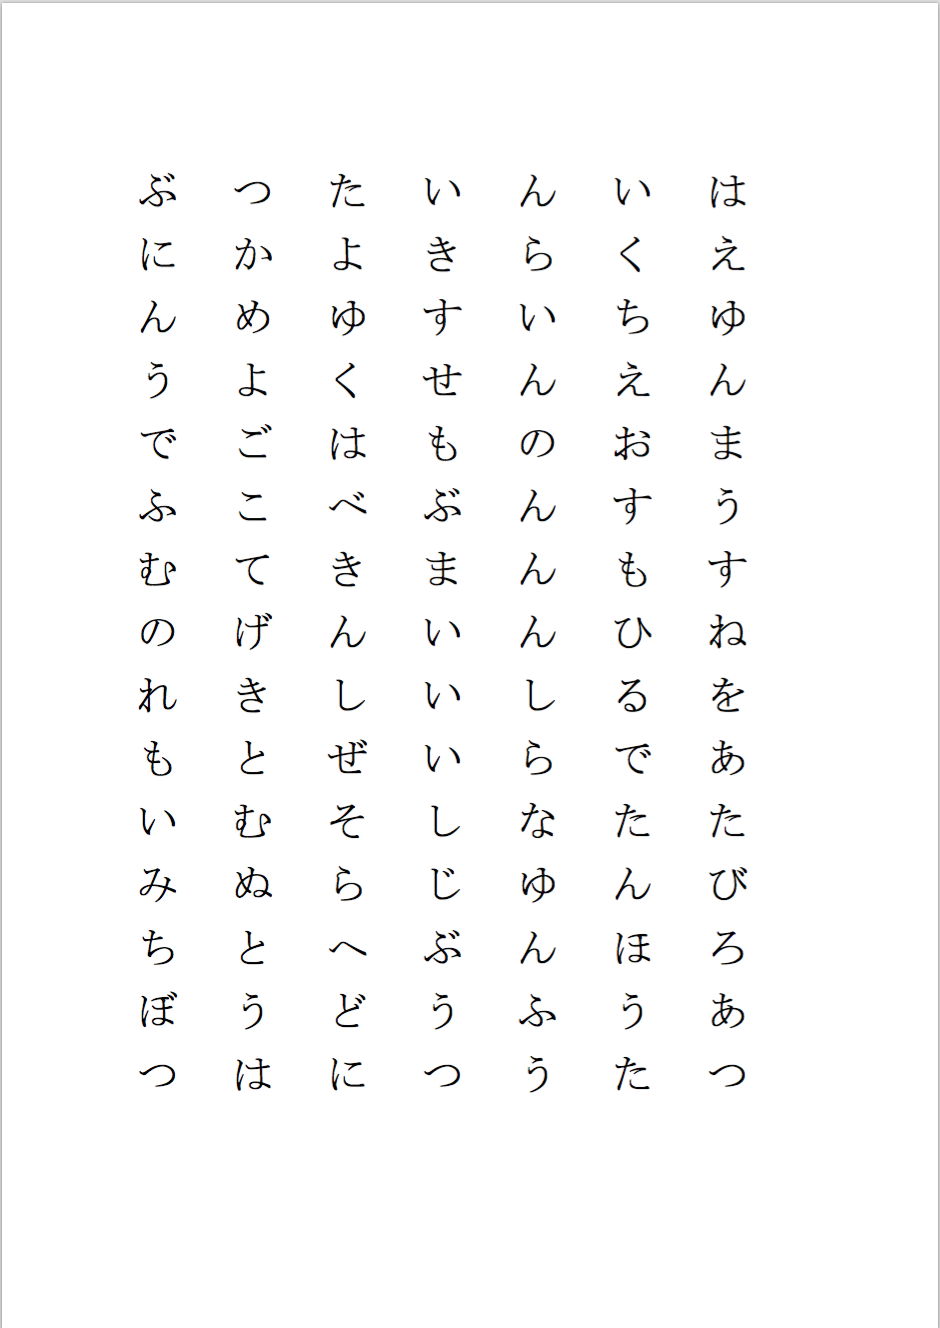 はえゆんまうすねをあたびろあつ
いくちえおすもひるでたんほうた
んらいんのんんんしらなゆんふう
いきすせもぶまいいいしじぶうつ
たよゆくはべきんしぜそらへどに
つかめよごこてげきとむぬとうは
ぶにんうでふむのれもいみちぼつ